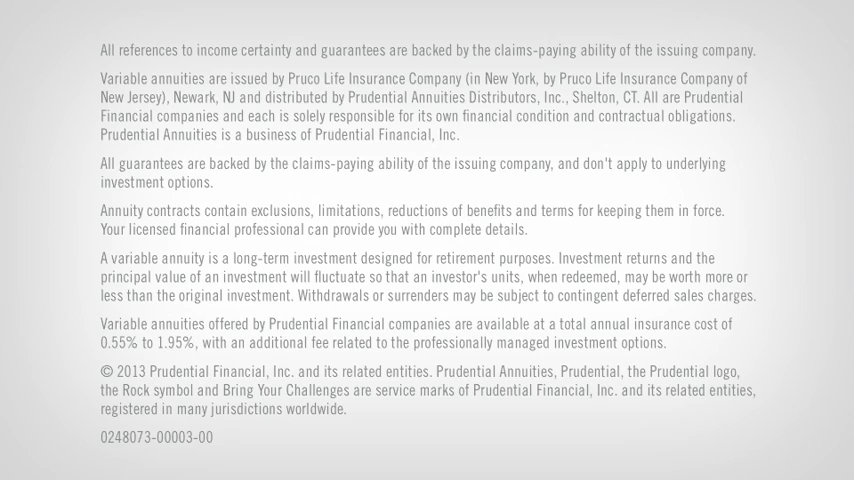 All references to income certainty and guarantees are backed by the claims-paying ability of the issuing company.
Variable annuities are issued by Pruco Life Insurance Company (in New York, by Pruco Life Insurance Company of
New Jersey), Newark, NJ and distributed by Prudential Annuities Distributors, Inc., Shelton, CT. All are Prudential
Financial companies and each is solely responsible for its own financial condition and contractual obligations.
Prudential Annuities is a business of Prudential Financial, Inc.
All guarantees are backed by the claims-paying ability of the issuing company, and don't apply to underlying
investment options.
Annuity contracts contain exclusions, limitations, reductions of benefits and terms for keeping them in force.
Your licensed financial professional can provide you with complete details.
A variable annuity is a long-term investment designed for retirement purposes. Investment returns and the
principal value of an investment will fluctuate so that an investor's units, when redeemed, may be worth more or
less than the original investment. Withdrawals or surrenders may be subject to contingent deferred sales charges.
Variable annuities offered by Prudential Financial companies are available at a total annual insurance cost of
0.55% to 1.95%, with an additional fee related to the professionally managed investment options.
© 2013 Prudential Financial, Inc. and its related entities. Prudential Annuities, Prudential, the Prudential logo,
the Rock symbol and Bring Your Challenges are service marks of Prudential Financial, Inc. and its related entities,
registered in many jurisdictions worldwide.
0248073-00003-00